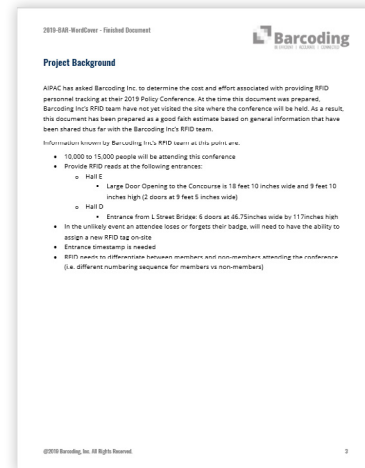 2019-BAR-WordCover - Finished Document
Barcoding
Project Background
AIPAC has asked Barcoding Inc. to determine the cost and effort associated with providing RFID
personnel tracking at their 2019 Policy Conference. At the time this document was prepared,
Barcoding Inc's RFID team have not yet visited the site where the conference will be held. As a result,
this document has been prepared as a good faith estimate based on general information that have
been shared thus far with the Barcoding Inc's RFID team.
Information known by Barcoding Inc's RFID team at this point are:
• 10,000 to 15,000 people will be attending this conference
• Provide RFID reads at the following entrances:
o Hall E
▪ Large Door Opening to the Concourse is 18 feet 10 inches wide and 9 feet 10
inches high (2 doors at 9 feet 5 inches wide)
o Hall D
▪ Entrance from L Street Bridge: 6 doors at 46.75inches wide by 117inches high
• In the unlikely event an attendee loses or forgets their badge, will need to have the ability to
assign a new RFID tag on-site
• Entrance timestamp is needed
• RFID needs to differentiate between members and non-members attending the conference
(i.e. different numbering sequence for members vs non-members)
@2019 Barcoding, Inc. All Rights Reserved.
3